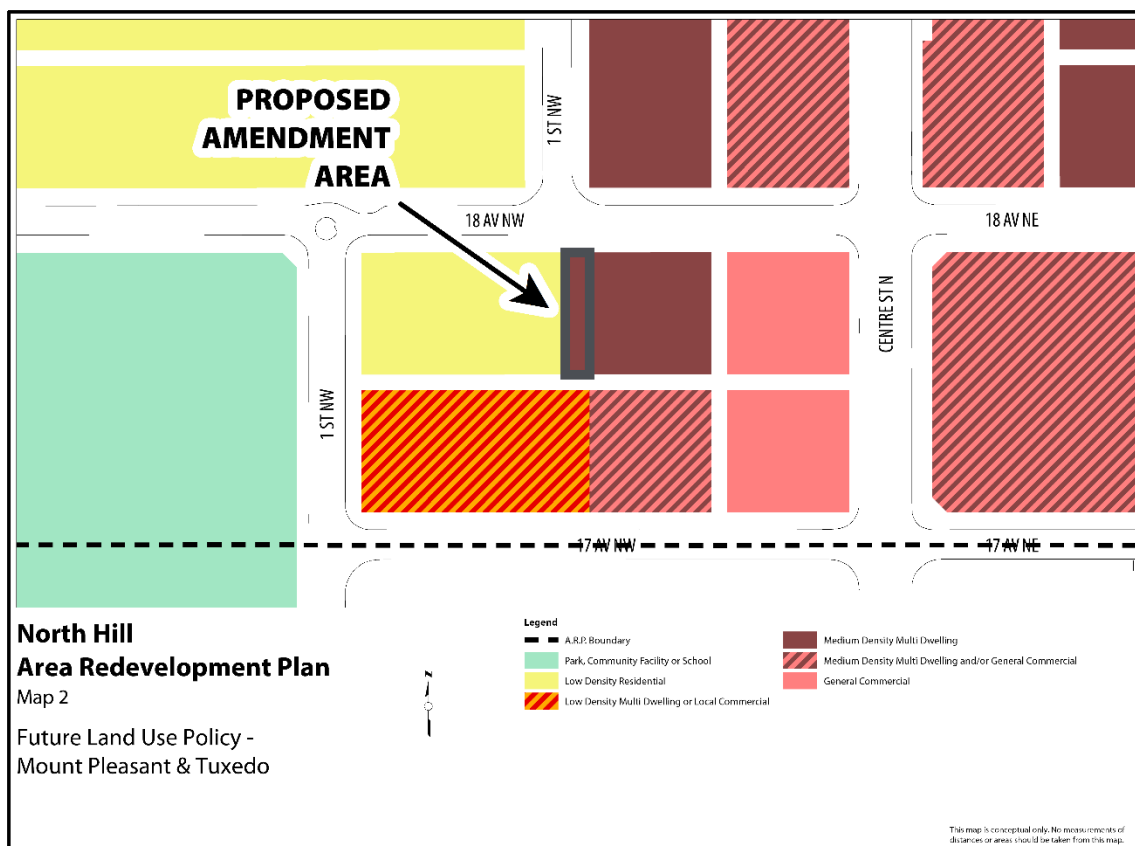 PROPOSED
AMENDMENT
AREA
1 ST NW
18 AV NW
18 AV NE
CENTRE ST N
1 ST NW
17 AV NW
17 AV NE
North Hill
Area Redevelopment Plan
Map 2
Future Land Use Policy -
Mount Pleasant & Tuxedo
N
Legend
A.R.P. Boundary
Park, Community Facility or School
Low Density Residential
Low Density Multi Dwelling or Local Commercial
Medium Density Multi Dwelling
Medium Density Multi Dwelling and/or General Commercial
General Commercial
This map is conceptual only. No measurements of
distances or areas should be taken from this map.